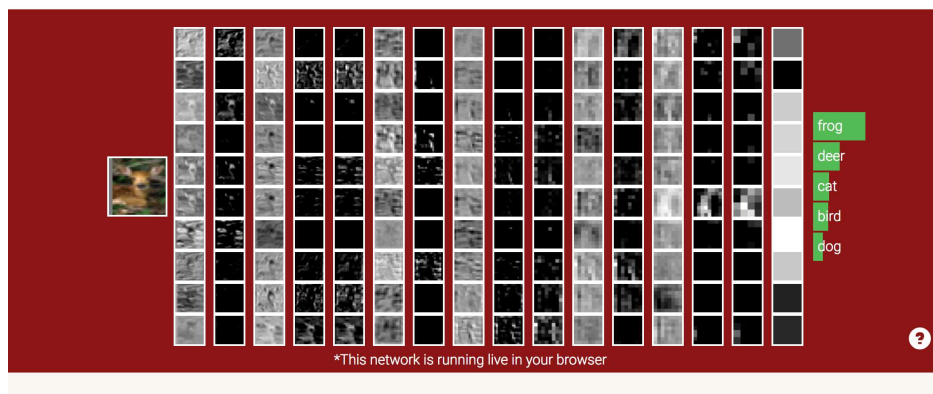 frog
deer
cat
bird
dog
?
*This network is running live in your browser